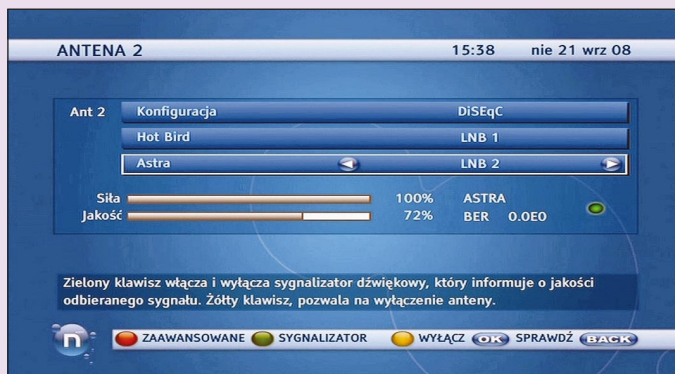 ANTENA 2 15:38 nie 21 wrz 08
Ant 2 Konfiguracja DiSEqC
Hot Bird LNB 1
Astra LNB 2
Siła 100% ASTRA
Jakość 72% BER 0.0E0
Zielony klawisz włącza i wyłącza sygnalizator dźwiękowy, który informuje o jakości
odbieranego sygnału. Żółty klawisz, pozwala na wyłączenie anteny.
n ZAAWANSOWANE SYGNALIZATOR WYŁĄCZ OK SPRAWDŹ BACK